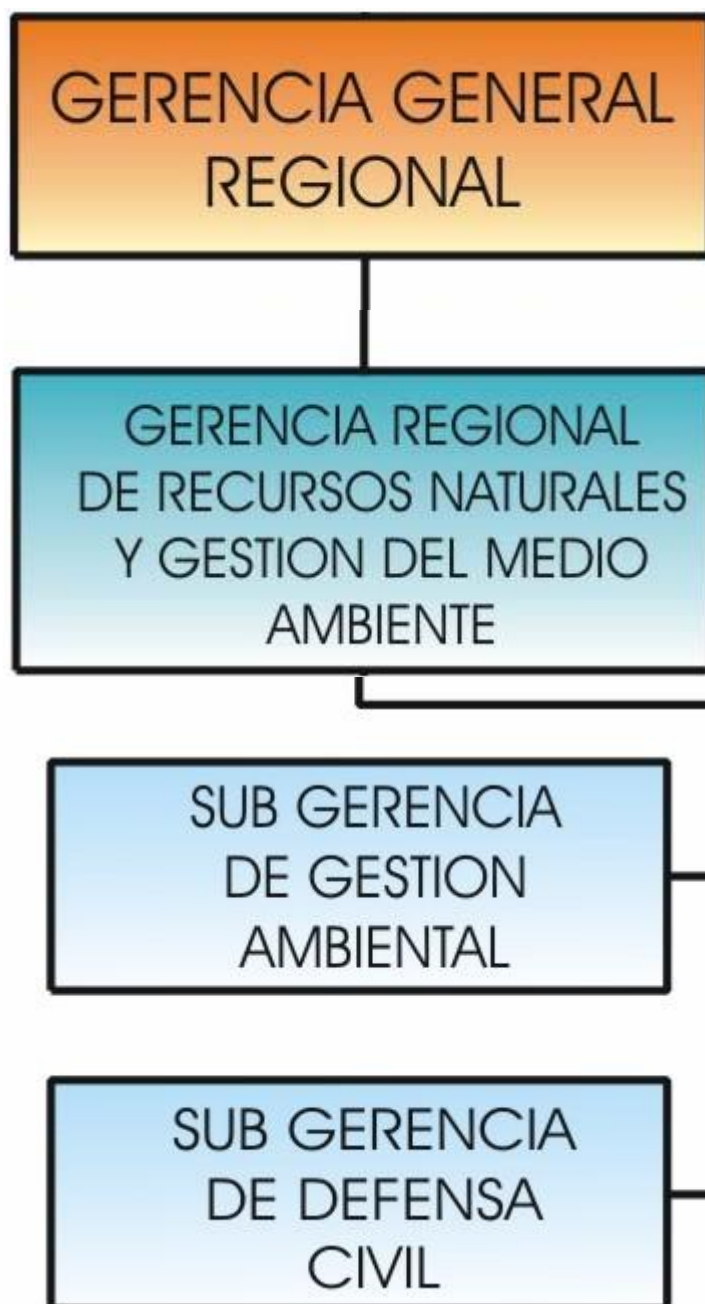 GERENCIA GENERAL
REGIONAL
GERENCIA REGIONAL
DE RECURSOS NATURALES
Y GESTION DEL MEDIO
AMBIENTE
SUB GERENCIA
DE GESTION
AMBIENTAL
SUB GERENCIA
DE DEFENSA
CIVIL